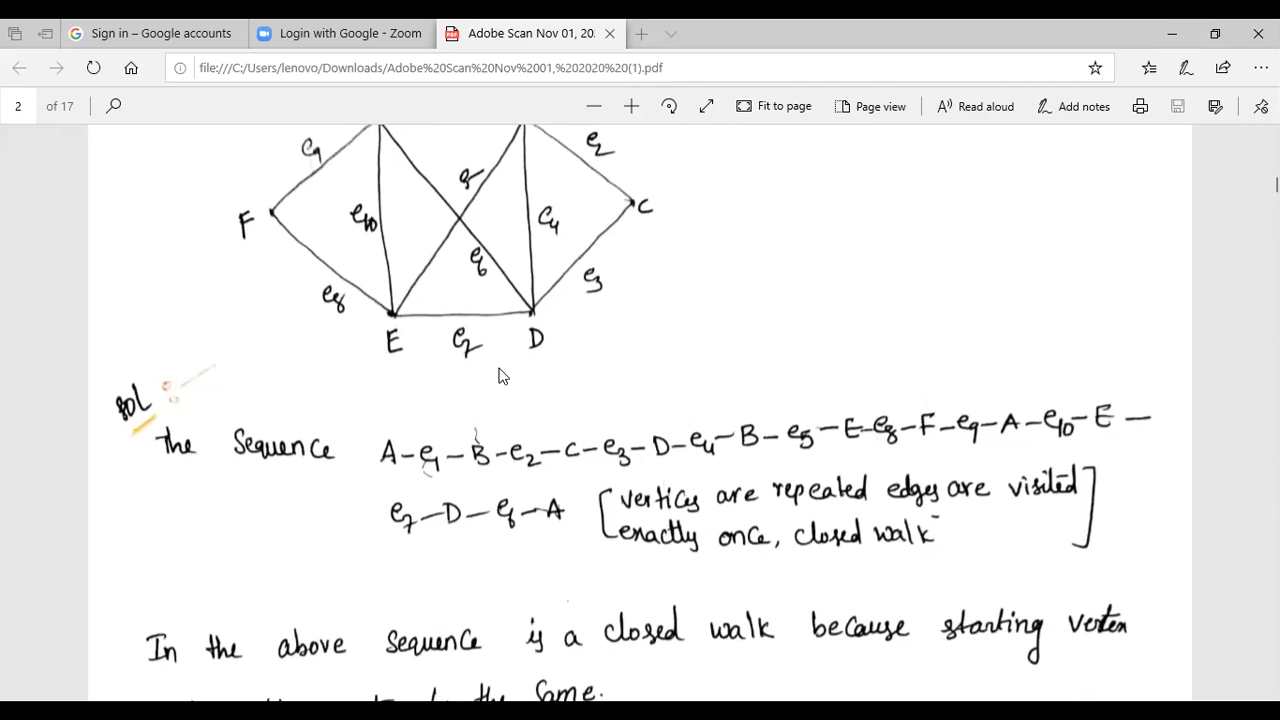 Sign in – Google accounts
Login with Google - Zoom
Adobe Scan Nov 01, 202
file:///C:/Users/lenovo/Downloads/Adobe%20Scan%20Nov%2001,%202020%20(1).pdf
2 of 17
Fit to page
Page view
Read aloud
Add notes
e9
e2
e5
F
e10
e4
C
e6
e8
e3
E e7 D
Sol :
The Sequence A–e1–B–e2–C–e3–D–e4–B–e5–E–e8–F–e9–A–e10–E–
e7–D–e6–A [vertices are repeated edges are visited
exactly once, closed walk]
In the above sequence is a closed walk because starting vertex
the same.